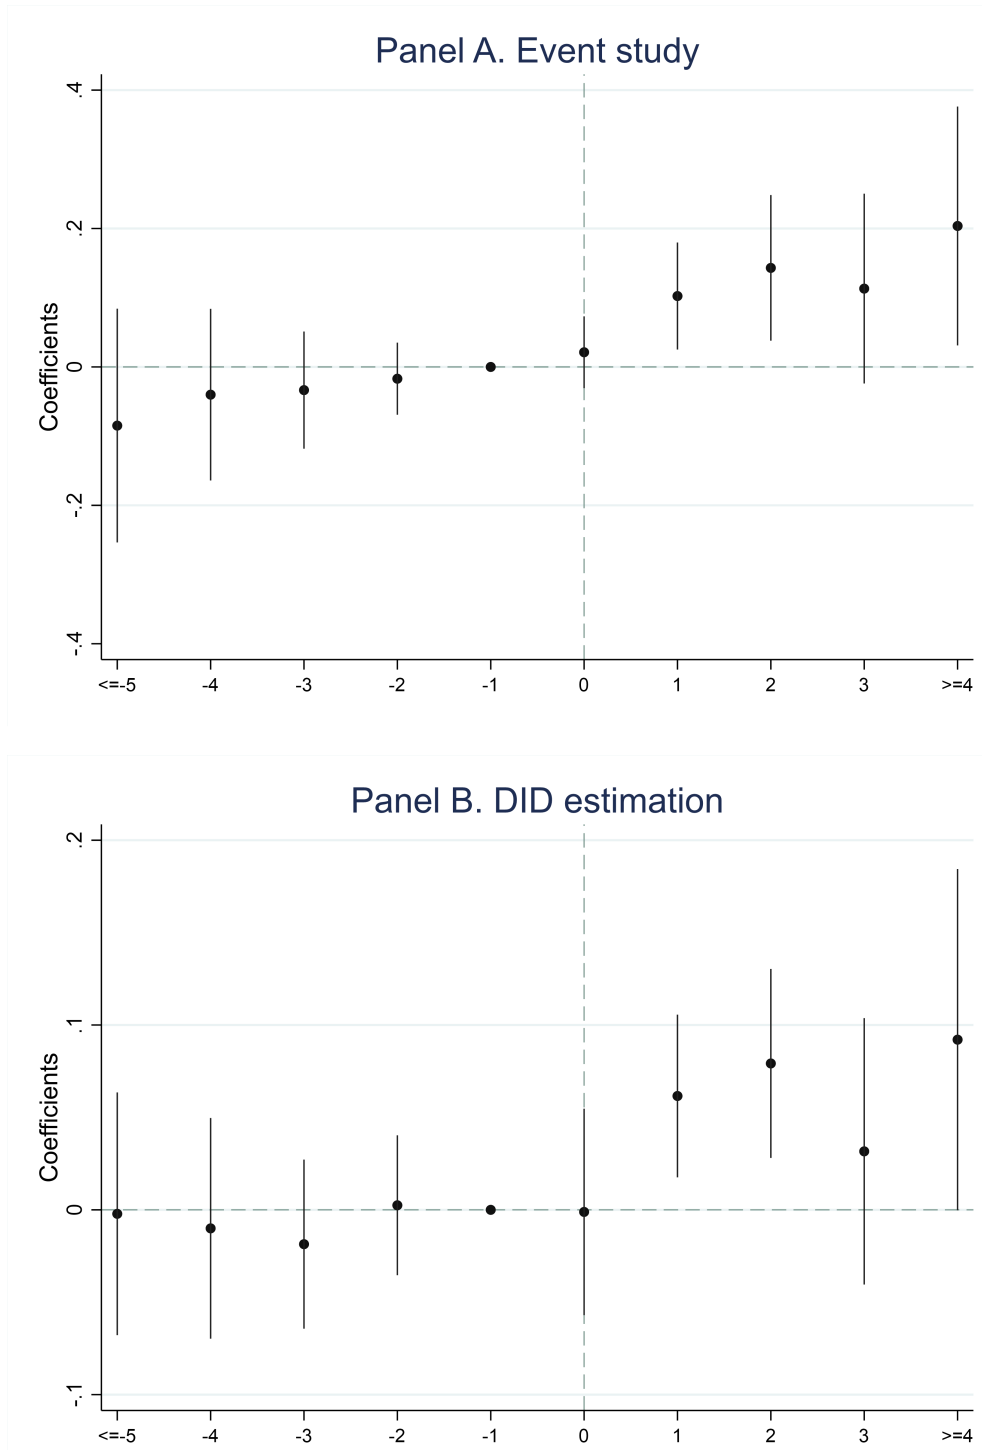 Panel A. Event study
.4
.2
0
-.2
-.4
Coefficients
<=-5 -4 -3 -2 -1 0 1 2 3 >=4
Panel B. DID estimation
.2
.1
0
-.1
Coefficients
<=-5 -4 -3 -2 -1 0 1 2 3 >=4